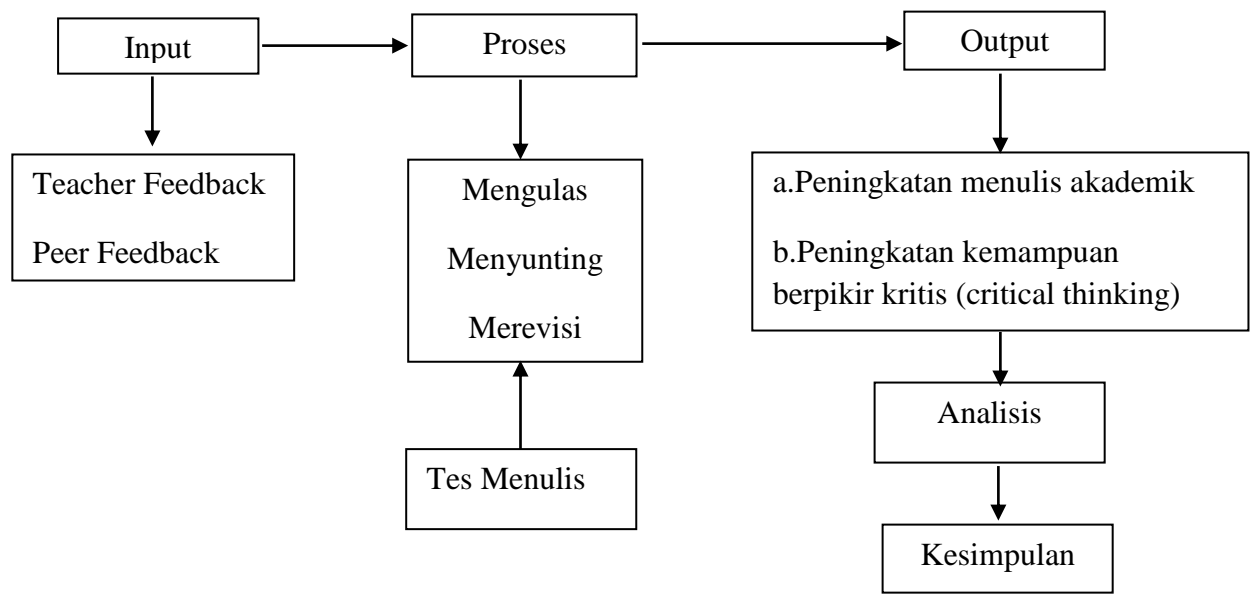 Input
Proses
Output
Teacher Feedback
Peer Feedback
Mengulas
Menyunting
Merevisi
a.Peningkatan menulis akademik
b.Peningkatan kemampuan
berpikir kritis (critical thinking)
Tes Menulis
Analisis
Kesimpulan